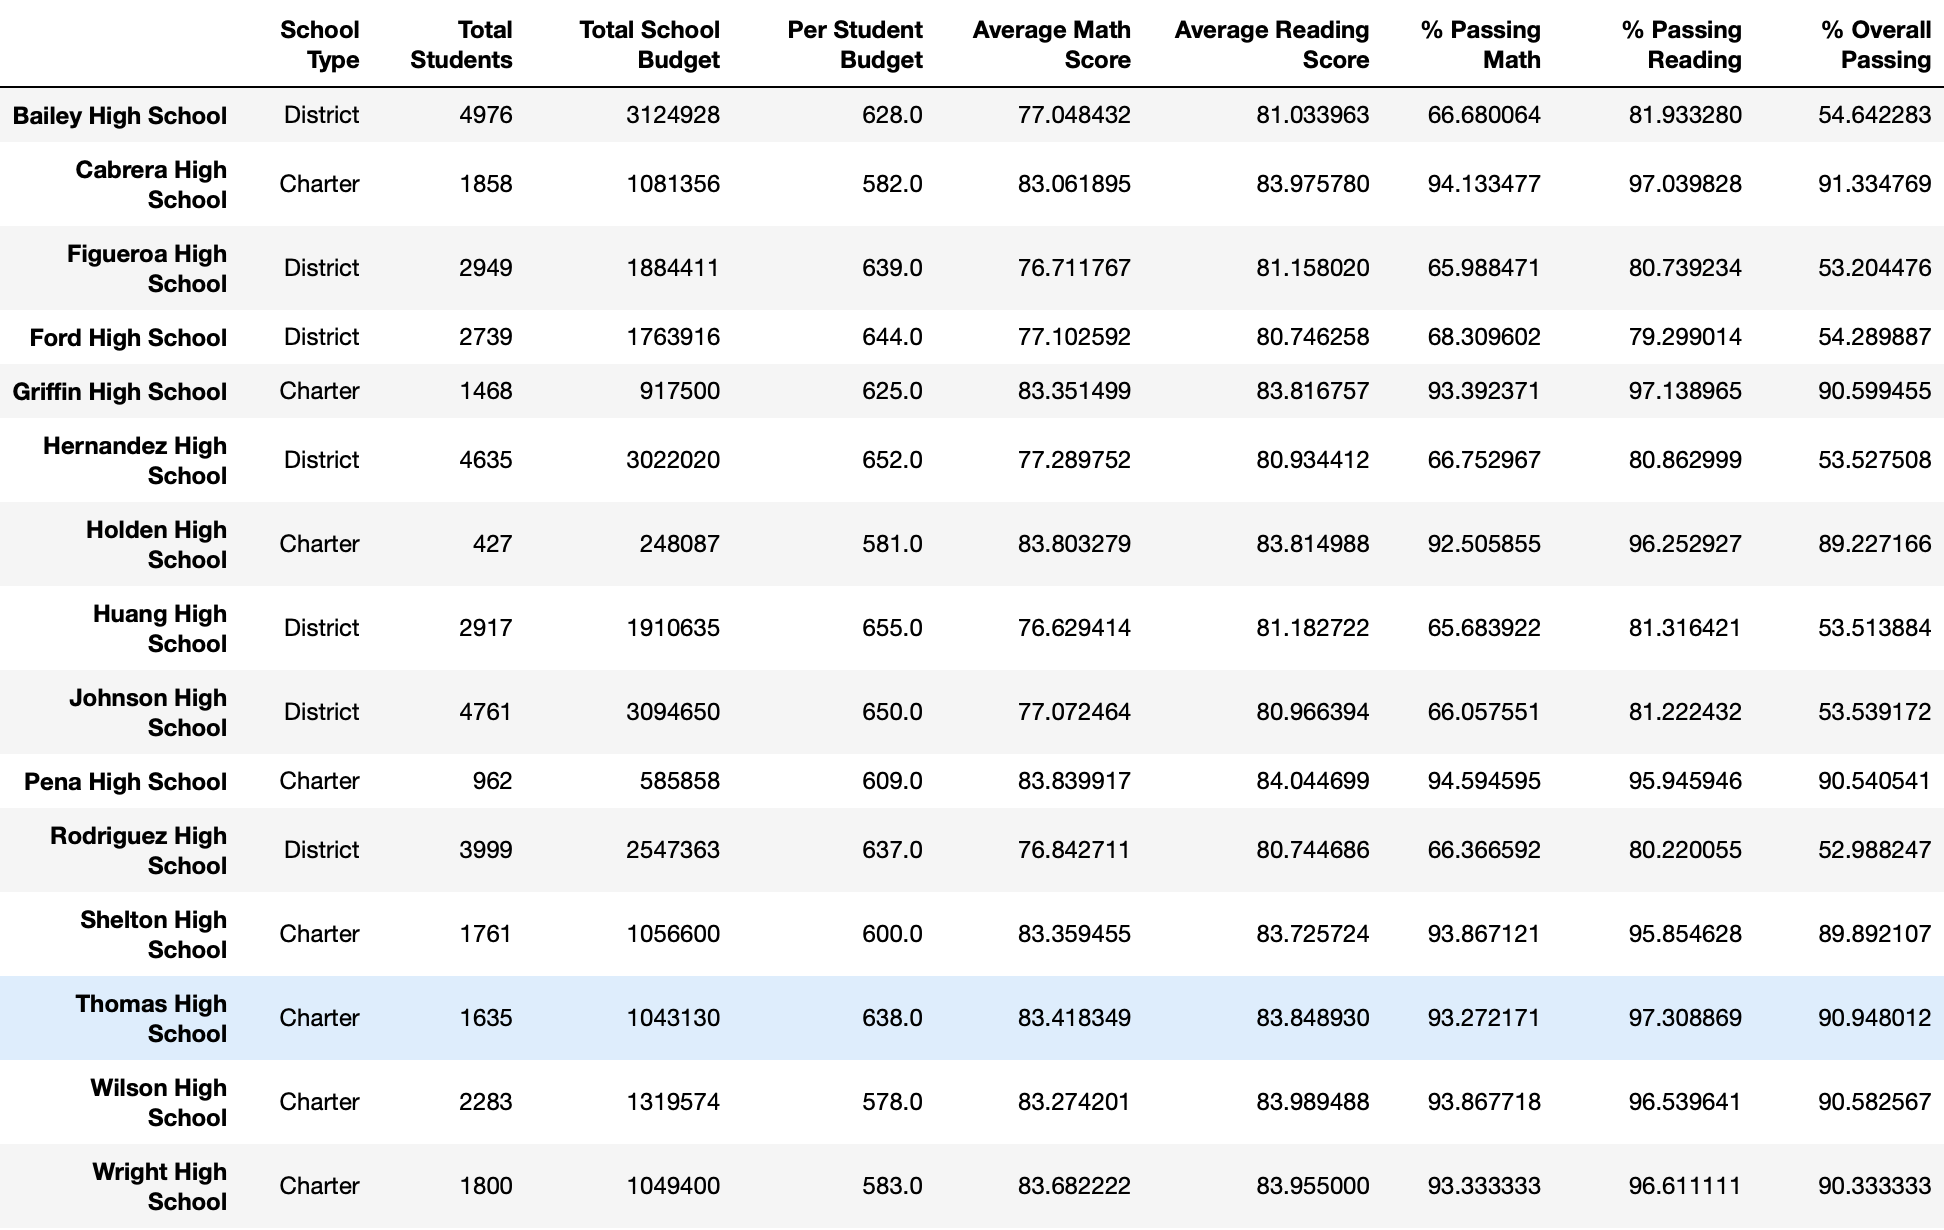 School Type Total Students Total School Budget Per Student Budget Average Math Score Average Reading Score % Passing Math % Passing Reading % Overall Passing
Bailey High School District 4976 3124928 628.0 77.048432 81.033963 66.680064 81.933280 54.642283
Cabrera High School Charter 1858 1081356 582.0 83.061895 83.975780 94.133477 97.039828 91.334769
Figueroa High School District 2949 1884411 639.0 76.711767 81.158020 65.988471 80.739234 53.204476
Ford High School District 2739 1763916 644.0 77.102592 80.746258 68.309602 79.299014 54.289887
Griffin High School Charter 1468 917500 625.0 83.351499 83.816757 93.392371 97.138965 90.599455
Hernandez High School District 4635 3022020 652.0 77.289752 80.934412 66.752967 80.862999 53.527508
Holden High School Charter 427 248087 581.0 83.803279 83.814988 92.505855 96.252927 89.227166
Huang High School District 2917 1910635 655.0 76.629414 81.182722 65.683922 81.316421 53.513884
Johnson High School District 4761 3094650 650.0 77.072464 80.966394 66.057551 81.222432 53.539172
Pena High School Charter 962 585858 609.0 83.839917 84.044699 94.594595 95.945946 90.540541
Rodriguez High School District 3999 2547363 637.0 76.842711 80.744686 66.366592 80.220055 52.988247
Shelton High School Charter 1761 1056600 600.0 83.359455 83.725724 93.867121 95.854628 89.892107
Thomas High School Charter 1635 1043130 638.0 83.418349 83.848930 93.272171 97.308869 90.948012
Wilson High School Charter 2283 1319574 578.0 83.274201 83.989488 93.867718 96.539641 90.582567
Wright High School Charter 1800 1049400 583.0 83.682222 83.955000 93.333333 96.611111 90.333333